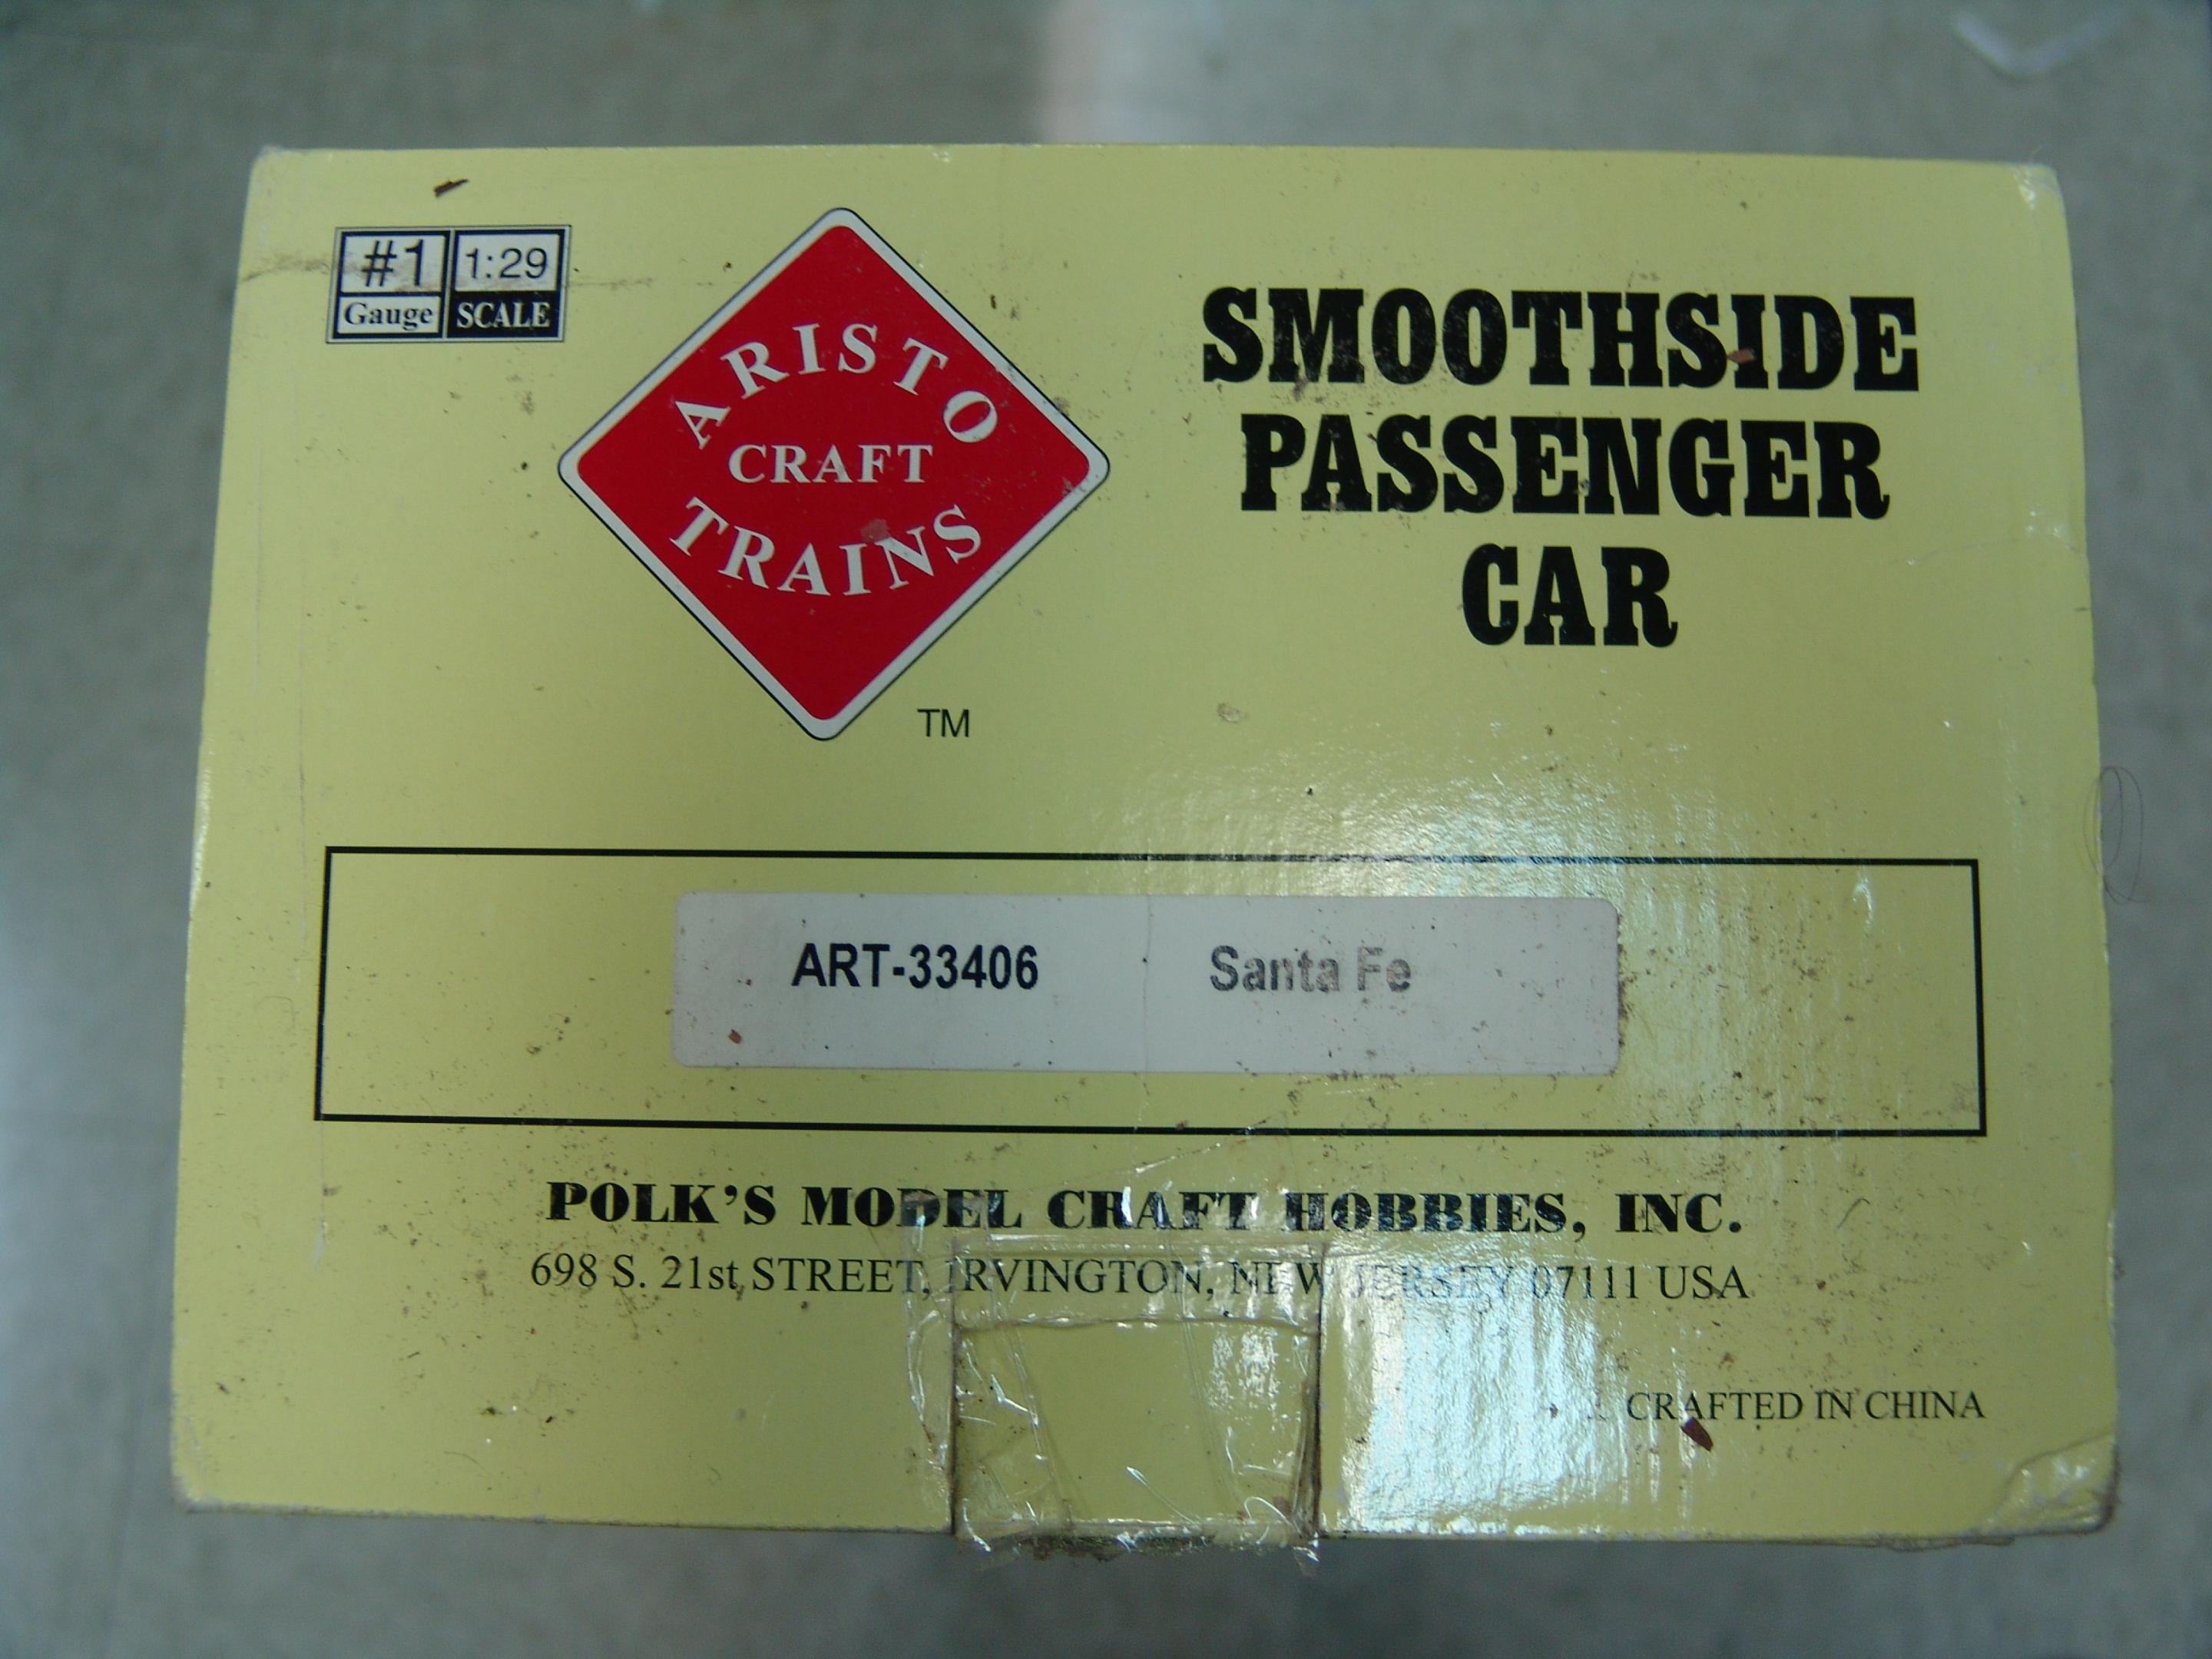 #1 1:29
Gauge SCALE
ARISTO
CRAFT
TRAINS
TM
SMOOTHSIDE
PASSENGER
CAR
ART-33406 Santa Fe
POLK'S MODEL CRAFT HOBBIES, INC.
698 S. 21st STREET, IRVINGTON, NEW JERSEY 07111 USA
CRAFTED IN CHINA